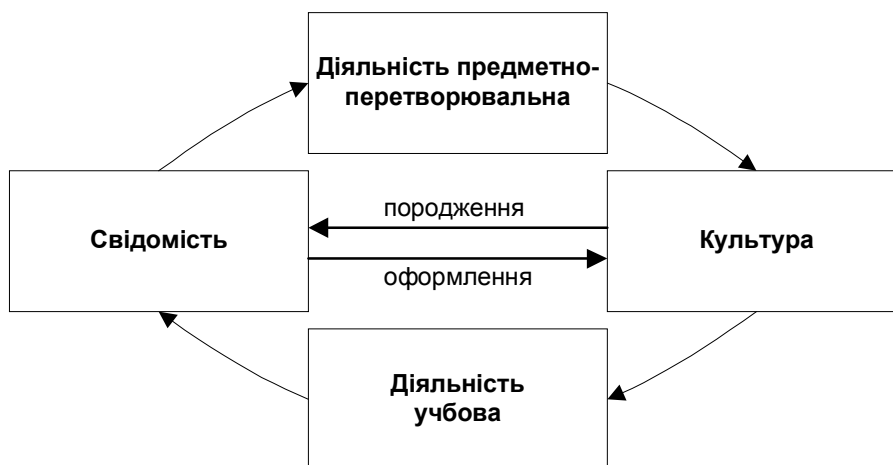 Діяльність предметно-
перетворювальна
Свідомість
породження
оформлення
Культура
Діяльність
учбова